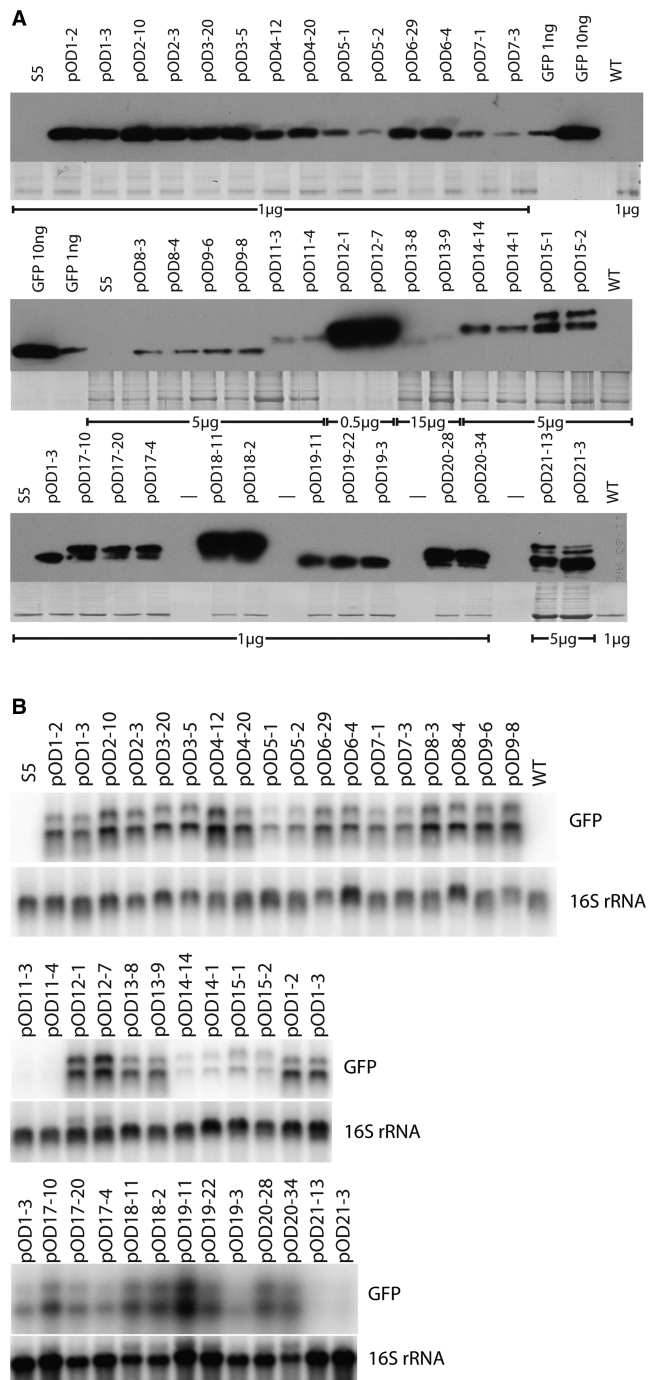 A
S5 pOD1-2 pOD1-3 pOD2-10 pOD2-3 pOD3-20 pOD3-5 pOD4-12 pOD4-20 pOD5-1 pOD5-2 pOD6-29 pOD6-4 pOD7-1 pOD7-3 GFP 1ng GFP 10ng WT
1µg 1µg
GFP 10ng GFP 1ng S5 pOD8-3 pOD8-4 pOD9-6 pOD9-8 pOD11-3 pOD11-4 pOD12-1 pOD12-7 pOD13-8 pOD13-9 pOD14-14 pOD14-1 pOD15-1 pOD15-2 WT
5µg 0.5µg 15µg 5µg
S5 pOD1-3 pOD17-10 pOD17-20 pOD17-4 — pOD18-11 pOD18-2 — pOD19-11 pOD19-22 pOD19-3 — pOD20-28 pOD20-34 — pOD21-13 pOD21-3 WT
1µg 5µg 1µg
B
S5 pOD1-2 pOD1-3 pOD2-10 pOD2-3 pOD3-20 pOD3-5 pOD4-12 pOD4-20 pOD5-1 pOD5-2 pOD6-29 pOD6-4 pOD7-1 pOD7-3 pOD8-3 pOD8-4 pOD9-6 pOD9-8 WT
GFP
16S rRNA
pOD11-3 pOD11-4 pOD12-1 pOD12-7 pOD13-8 pOD13-9 pOD14-14 pOD14-1 pOD15-1 pOD15-2 pOD1-2 pOD1-3
GFP
16S rRNA
pOD1-3 pOD17-10 pOD17-20 pOD17-4 pOD18-11 pOD18-2 pOD19-11 pOD19-22 pOD19-3 pOD20-28 pOD20-34 pOD21-13 pOD21-3
GFP
16S rRNA